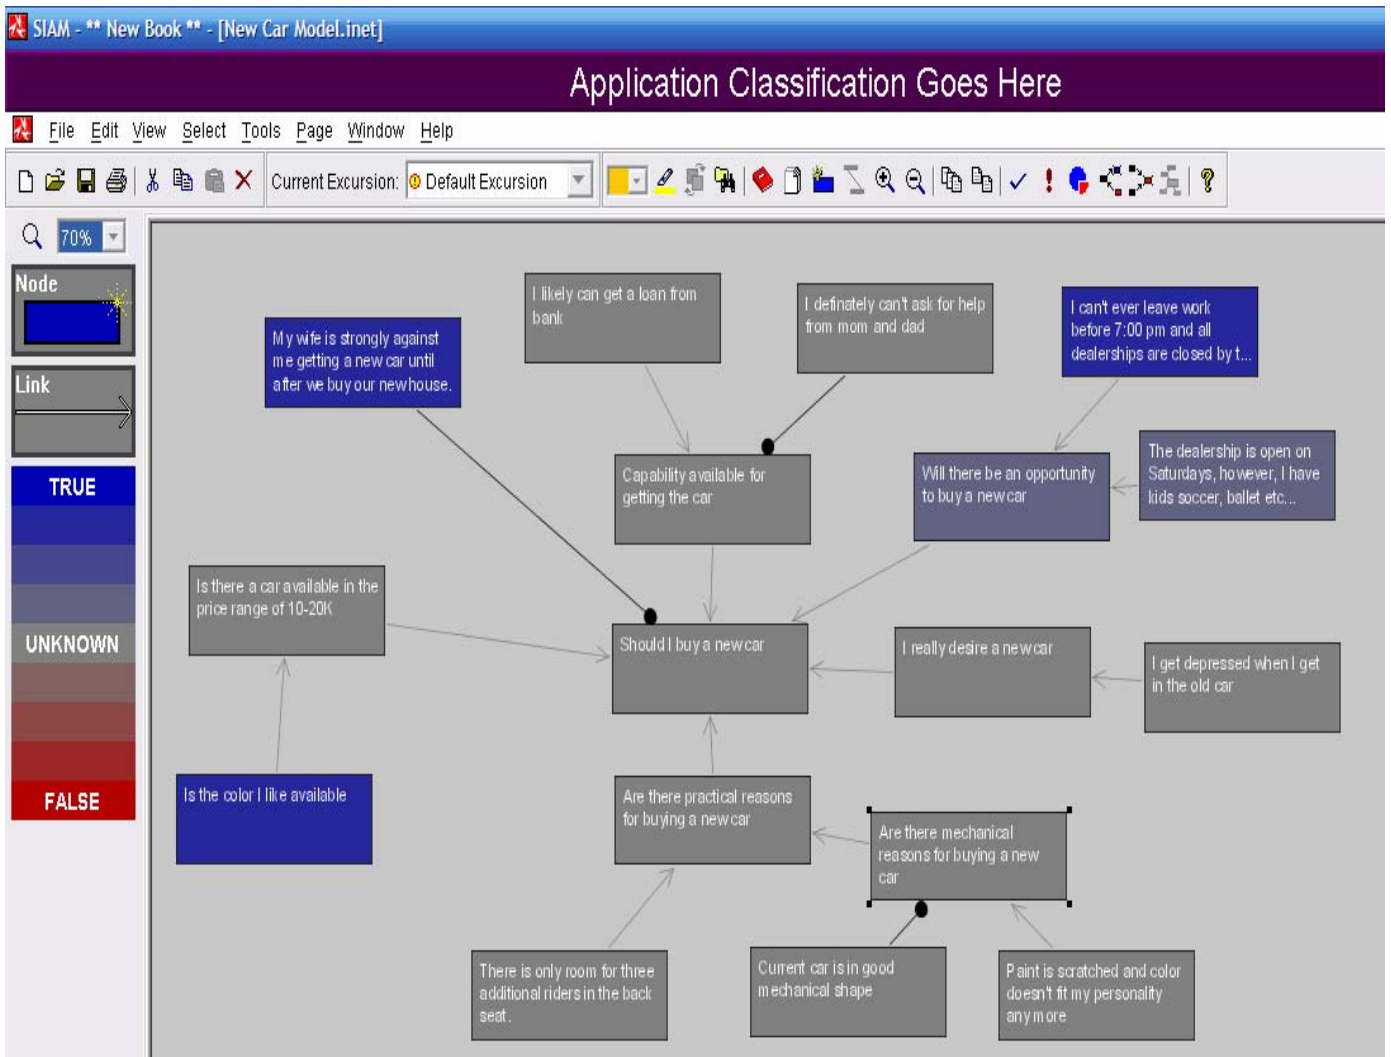 SIAM - ** New Book ** - [New Car Model.inet]
Application Classification Goes Here
File Edit View Select Tools Page Window Help
Current Excursion: Default Excursion
70%
Node
Link
TRUE
UNKNOWN
FALSE
My wife is strongly against
me getting a new car until
after we buy our new house.
I likely can get a loan from
bank
I definately can't ask for help
from mom and dad
I can't ever leave work
before 7:00 pm and all
dealerships are closed by t...
Capability available for
getting the car
Will there be an opportunity
to buy a new car
The dealership is open on
Saturdays, however, I have
kids soccer, ballet etc...
Is there a car available in the
price range of 10-20K
Should I buy a new car
I really desire a new car
I get depressed when I get
in the old car
Is the color I like available
Are there practical reasons
for buying a new car
Are there mechanical
reasons for buying a new
car
There is only room for three
additional riders in the back
seat.
Current car is in good
mechanical shape
Paint is scratched and color
doesn't fit my personality
any more